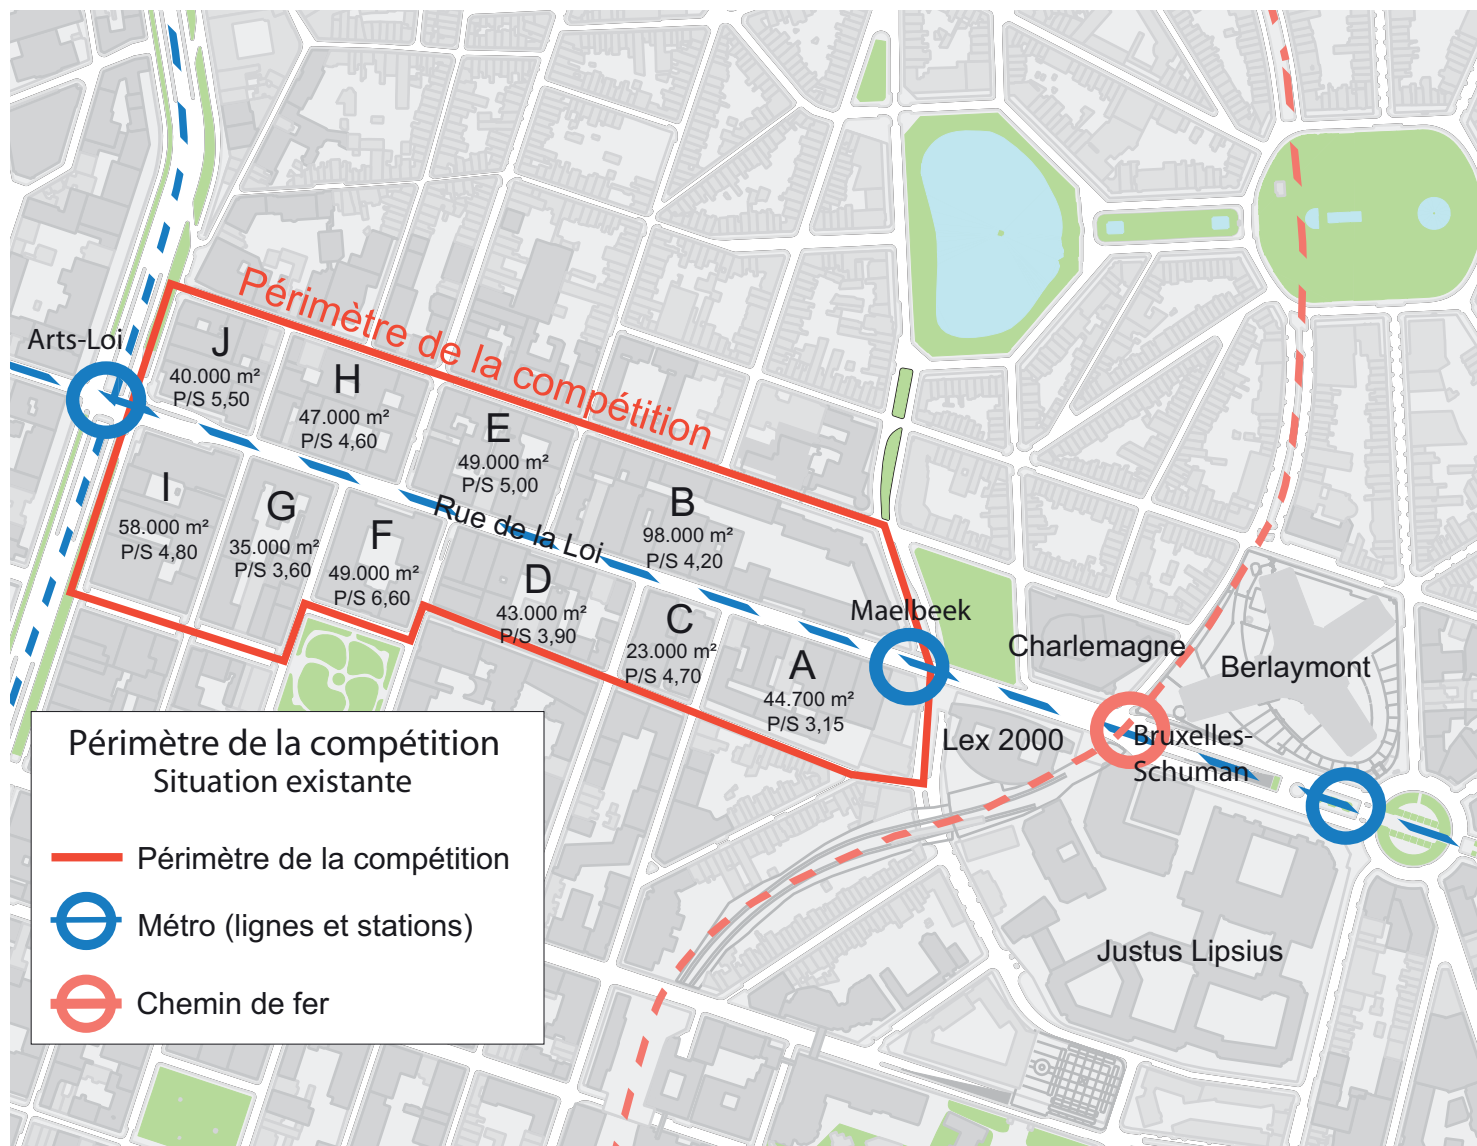 Périmètre de la compétition
Arts-Loi
J
40.000 m²
P/S 5,50
H
47.000 m²
P/S 4,60
E
49.000 m²
P/S 5,00
B
98.000 m²
P/S 4,20
I
58.000 m²
P/S 4,80
G
35.000 m²
P/S 3,60
F
49.000 m²
P/S 6,60
Rue de la Loi
D
43.000 m²
P/S 3,90
C
23.000 m²
P/S 4,70
A
44.700 m²
P/S 3,15
Maelbeek
Charlemagne
Berlaymont
Lex 2000
Bruxelles-
Schuman
Justus Lipsius
Périmètre de la compétition
Situation existante
Périmètre de la compétition
Métro (lignes et stations)
Chemin de fer